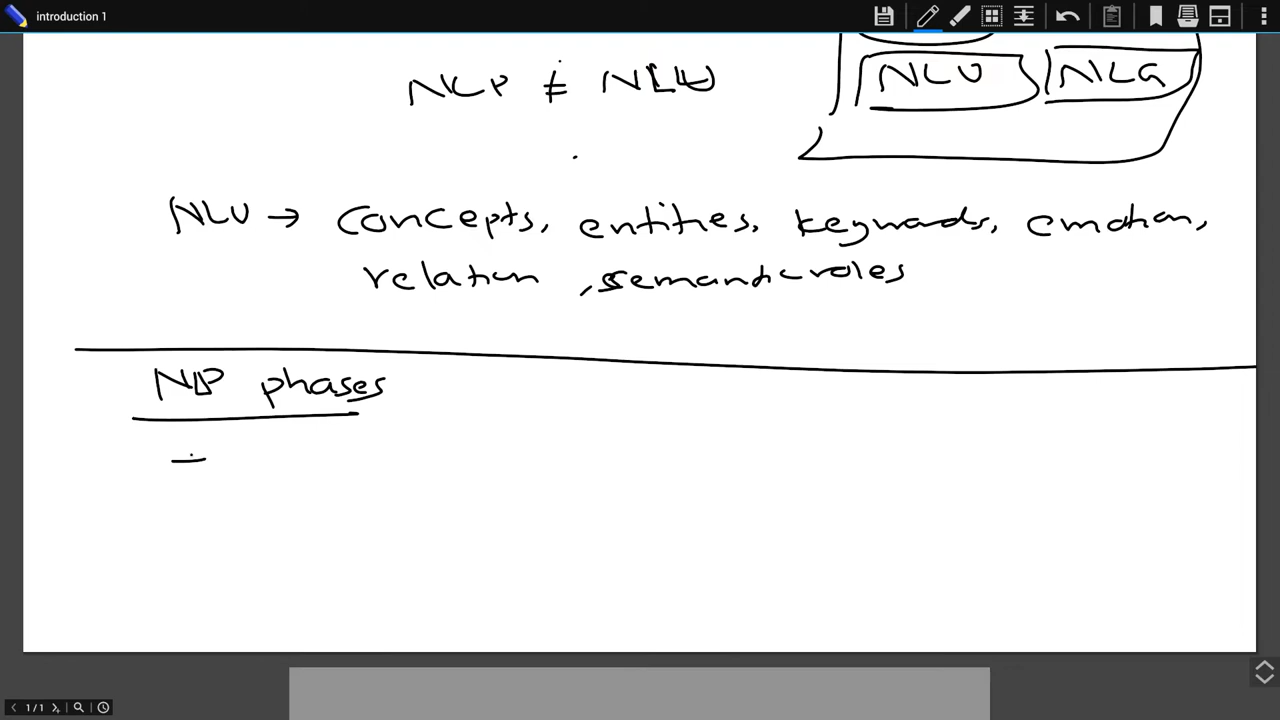 introduction 1
NLP ≠ NLU
NLU NLG
NLU → concepts, entities, keywords, emotion,
relation, semantic roles
NLP phases
1/1